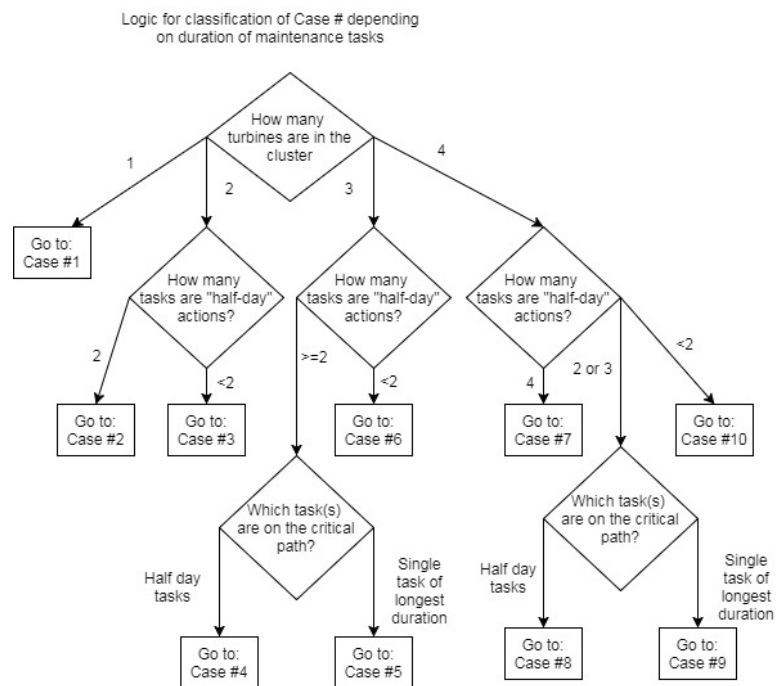 Logic for classification of Case # depending
on duration of maintenance tasks
How many
turbines are in the
cluster
1
2
3
4
Go to:
Case #1
How many
tasks are "half-day"
actions?
How many
tasks are "half-day"
actions?
How many
tasks are "half-day"
actions?
2
<2
>=2
<2
4
2 or 3
<2
Go to:
Case #2
Go to:
Case #3
Go to:
Case #6
Go to:
Case #7
Go to:
Case #10
Which task(s)
are on the critical
path?
Which task(s)
are on the critical
path?
Half day
tasks
Single
task of
longest
duration
Half day
tasks
Single
task of
longest
duration
Go to:
Case #4
Go to:
Case #5
Go to:
Case #8
Go to:
Case #9